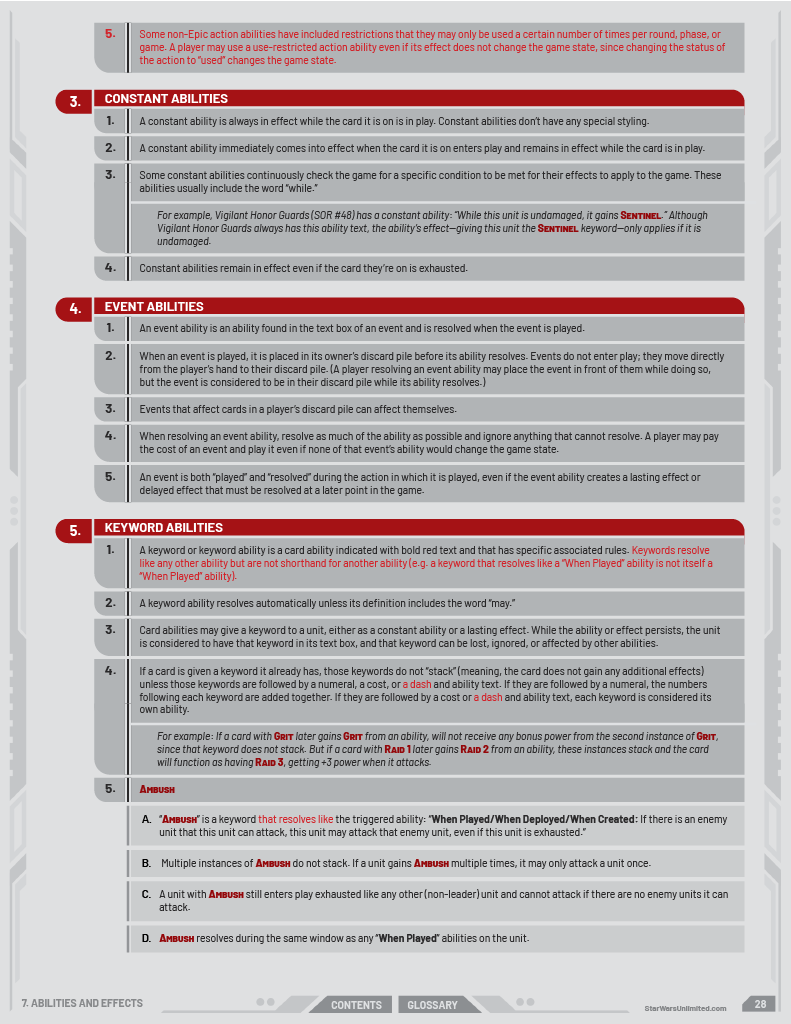 5. Some non-Epic action abilities have included restrictions that they may only be used a certain number of times per round, phase, or
game. A player may use a use-restricted action ability even if its effect does not change the game state, since changing the status of
the action to “used” changes the game state.
3. CONSTANT ABILITIES
1. A constant ability is always in effect while the card it is on is in play. Constant abilities don’t have any special styling.
2. A constant ability immediately comes into effect when the card it is on enters play and remains in effect while the card is in play.
3. Some constant abilities continuously check the game for a specific condition to be met for their effects to apply to the game. These
abilities usually include the word “while.”
For example, Vigilant Honor Guards (SOR #48) has a constant ability: “While this unit is undamaged, it gains SENTINEL.” Although
Vigilant Honor Guards always has this ability text, the ability’s effect—giving this unit the SENTINEL keyword—only applies if it is
undamaged.
4. Constant abilities remain in effect even if the card they’re on is exhausted.
4. EVENT ABILITIES
1. An event ability is an ability found in the text box of an event and is resolved when the event is played.
2. When an event is played, it is placed in its owner’s discard pile before its ability resolves. Events do not enter play; they move directly
from the player’s hand to their discard pile. (A player resolving an event ability may place the event in front of them while doing so,
but the event is considered to be in their discard pile while its ability resolves.)
3. Events that affect cards in a player’s discard pile can affect themselves.
4. When resolving an event ability, resolve as much of the ability as possible and ignore anything that cannot resolve. A player may pay
the cost of an event and play it even if none of that event’s ability would change the game state.
5. An event is both “played” and “resolved” during the action in which it is played, even if the event ability creates a lasting effect or
delayed effect that must be resolved at a later point in the game.
5. KEYWORD ABILITIES
1. A keyword or keyword ability is a card ability indicated with bold red text and that has specific associated rules. Keywords resolve
like any other ability but are not shorthand for another ability (e.g. a keyword that resolves like a “When Played” ability is not itself a
“When Played” ability).
2. A keyword ability resolves automatically unless its definition includes the word “may.”
3. Card abilities may give a keyword to a unit, either as a constant ability or a lasting effect. While the ability or effect persists, the unit
is considered to have that keyword in its text box, and that keyword can be lost, ignored, or affected by other abilities.
4. If a card is given a keyword it already has, those keywords do not “stack” (meaning, the card does not gain any additional effects)
unless those keywords are followed by a numeral, a cost, or a dash and ability text. If they are followed by a numeral, the numbers
following each keyword are added together. If they are followed by a cost or a dash and ability text, each keyword is considered its
own ability.
For example: If a card with GRIT later gains GRIT from an ability, will not receive any bonus power from the second instance of GRIT,
since that keyword does not stack. But if a card with RAID 1 later gains RAID 2 from an ability, these instances stack and the card
will function as having RAID 3, getting +3 power when it attacks.
5. AMBUSH
A. “AMBUSH” is a keyword that resolves like the triggered ability: “When Played/When Deployed/When Created: If there is an enemy
unit that this unit can attack, this unit may attack that enemy unit, even if this unit is exhausted.”
B. Multiple instances of AMBUSH do not stack. If a unit gains AMBUSH multiple times, it may only attack a unit once.
C. A unit with AMBUSH still enters play exhausted like any other (non-leader) unit and cannot attack if there are no enemy units it can
attack.
D. AMBUSH resolves during the same window as any “When Played” abilities on the unit.
7. ABILITIES AND EFFECTS
CONTENTS
GLOSSARY
StarWarsUnlimited.com
28